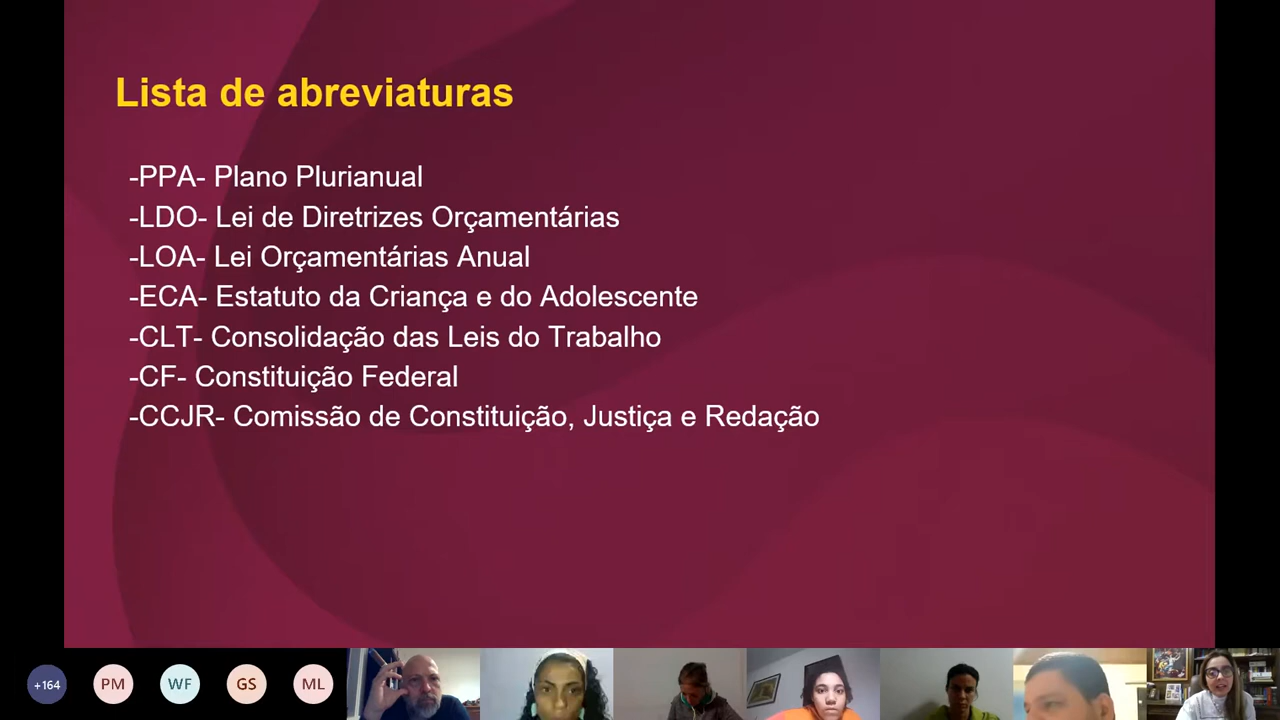 Lista de abreviaturas
-PPA- Plano Plurianual
-LDO- Lei de Diretrizes Orçamentárias
-LOA- Lei Orçamentárias Anual
-ECA- Estatuto da Criança e do Adolescente
-CLT- Consolidação das Leis do Trabalho
-CF- Constituição Federal
-CCJR- Comissão de Constituição, Justiça e Redação
+164 PM WF GS ML